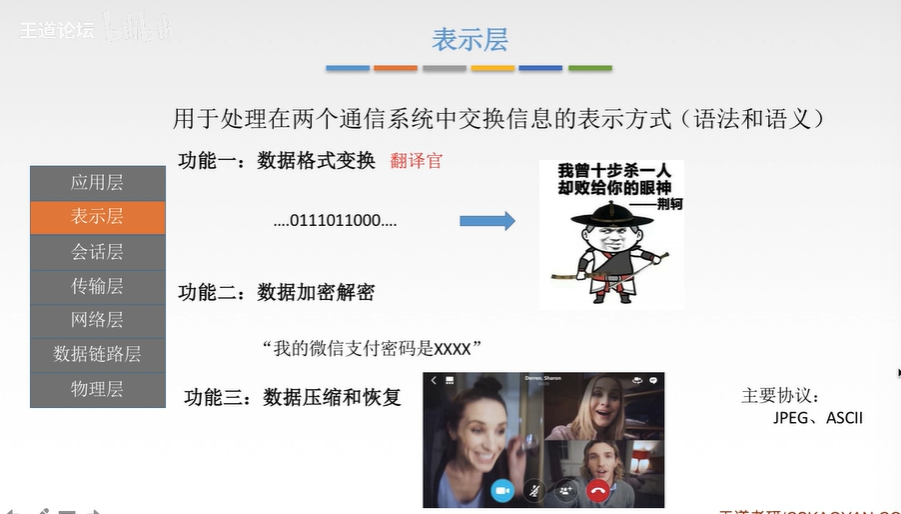 王道论坛
表示层
用于处理在两个通信系统中交换信息的表示方式（语法和语义）
功能一：数据格式变换 翻译官
....0111011000....
我曾十步杀一人
却败给你的眼神
——荆轲
应用层
表示层
会话层
传输层
网络层
数据链路层
物理层
功能二：数据加密解密
“我的微信支付密码是XXXX”
功能三：数据压缩和恢复
Darren, Sharon
主要协议：
JPEG、ASCII